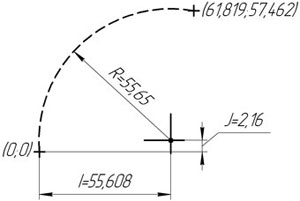 (61,819,57,462)
R=55,65
J=2,16
(0,0)
I=55,608